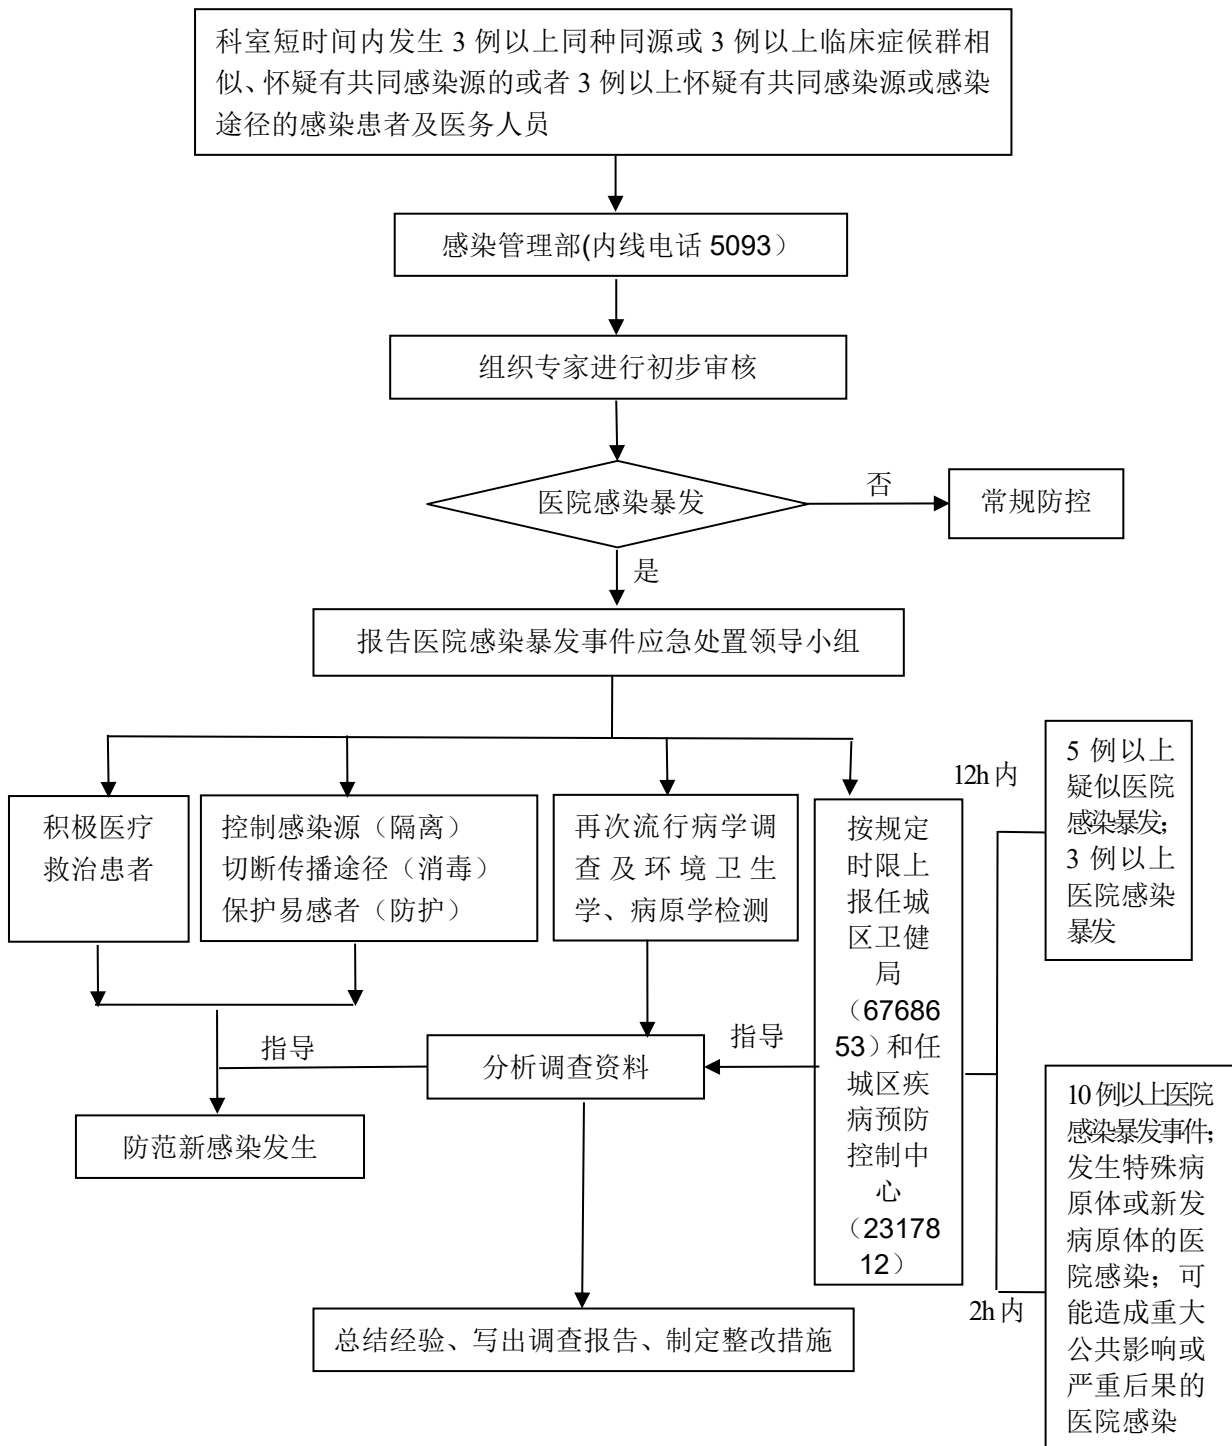 科室短时间内发生 3 例以上同种同源或 3 例以上临床症候群相
似、怀疑有共同感染源的或者 3 例以上怀疑有共同感染源或感染
途径的感染患者及医务人员
感染管理部(内线电话 5093）
组织专家进行初步审核
医院感染暴发
否
常规防控
是
报告医院感染暴发事件应急处置领导小组
积极医疗
救治患者
控制感染源（隔离）
切断传播途径（消毒）
保护易感者（防护）
再次流行病学调
查及环境卫生
学、病原学检测
按规定
时限上
报任城
区卫健
局
（67686
53）和任
城区疾
病预防
控制中
心
（23178
12）
12h 内
5 例以上
疑似医院
感染暴发；
3 例以上
医院感染
暴发
指导
分析调查资料
指导
防范新感染发生
2h 内
10 例以上医院
感染暴发事件；
发生特殊病
原体或新发
病原体的医
院感染；可
能造成重大
公共影响或
严重后果的
医院感染
总结经验、写出调查报告、制定整改措施